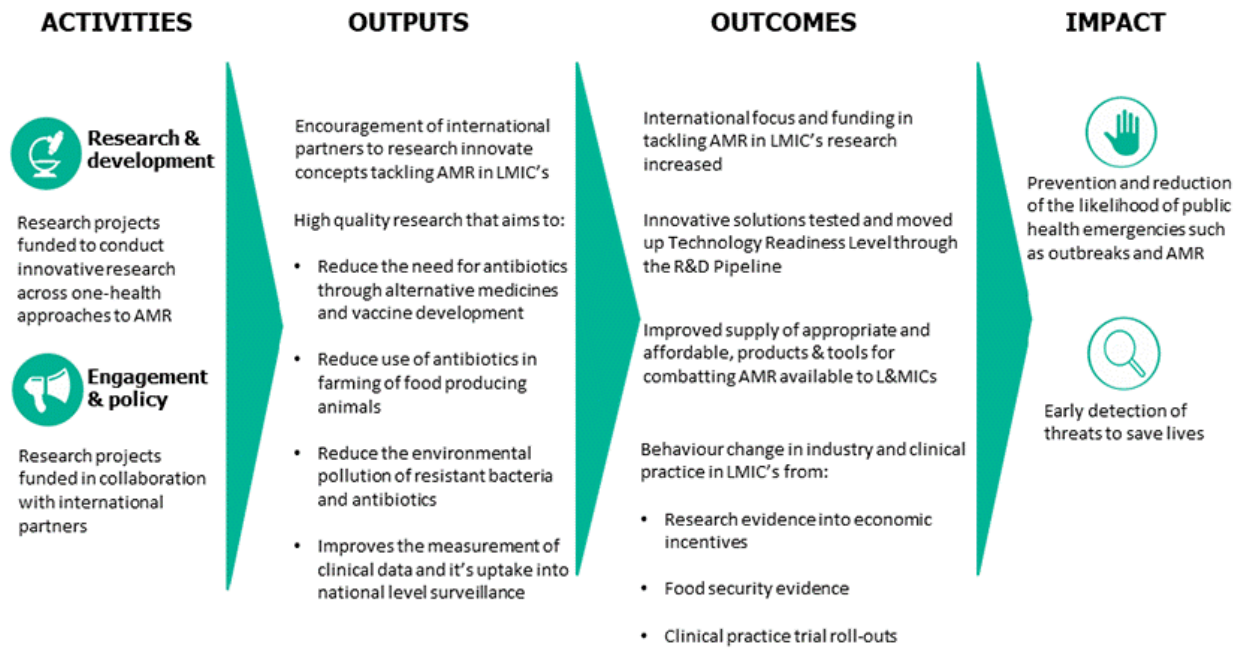 ACTIVITIES
Research &
development
Research projects
funded to conduct
innovative research
across one-health
approaches to AMR
Engagement
& policy
Research projects
funded in collaboration
with international
partners
OUTPUTS
Encouragement of international
partners to research innovate
concepts tackling AMR in LMIC's
High quality research that aims to:
• Reduce the need for antibiotics
through alternative medicines
and vaccine development
• Reduce use of antibiotics in
farming of food producing
animals
• Reduce the environmental
pollution of resistant bacteria
and antibiotics
• Improves the measurement of
clinical data and it's uptake into
national level surveillance
OUTCOMES
International focus and funding in
tackling AMR in LMIC's research
increased
Innovative solutions tested and moved
up Technology Readiness Level through
the R&D Pipeline
Improved supply of appropriate and
affordable, products & tools for
combatting AMR available to L&MICs
Behaviour change in industry and clinical
practice in LMIC's from:
• Research evidence into economic
incentives
• Food security evidence
• Clinical practice trial roll-outs
IMPACT
Prevention and reduction
of the likelihood of public
health emergencies such
as outbreaks and AMR
Early detection of
threats to save lives